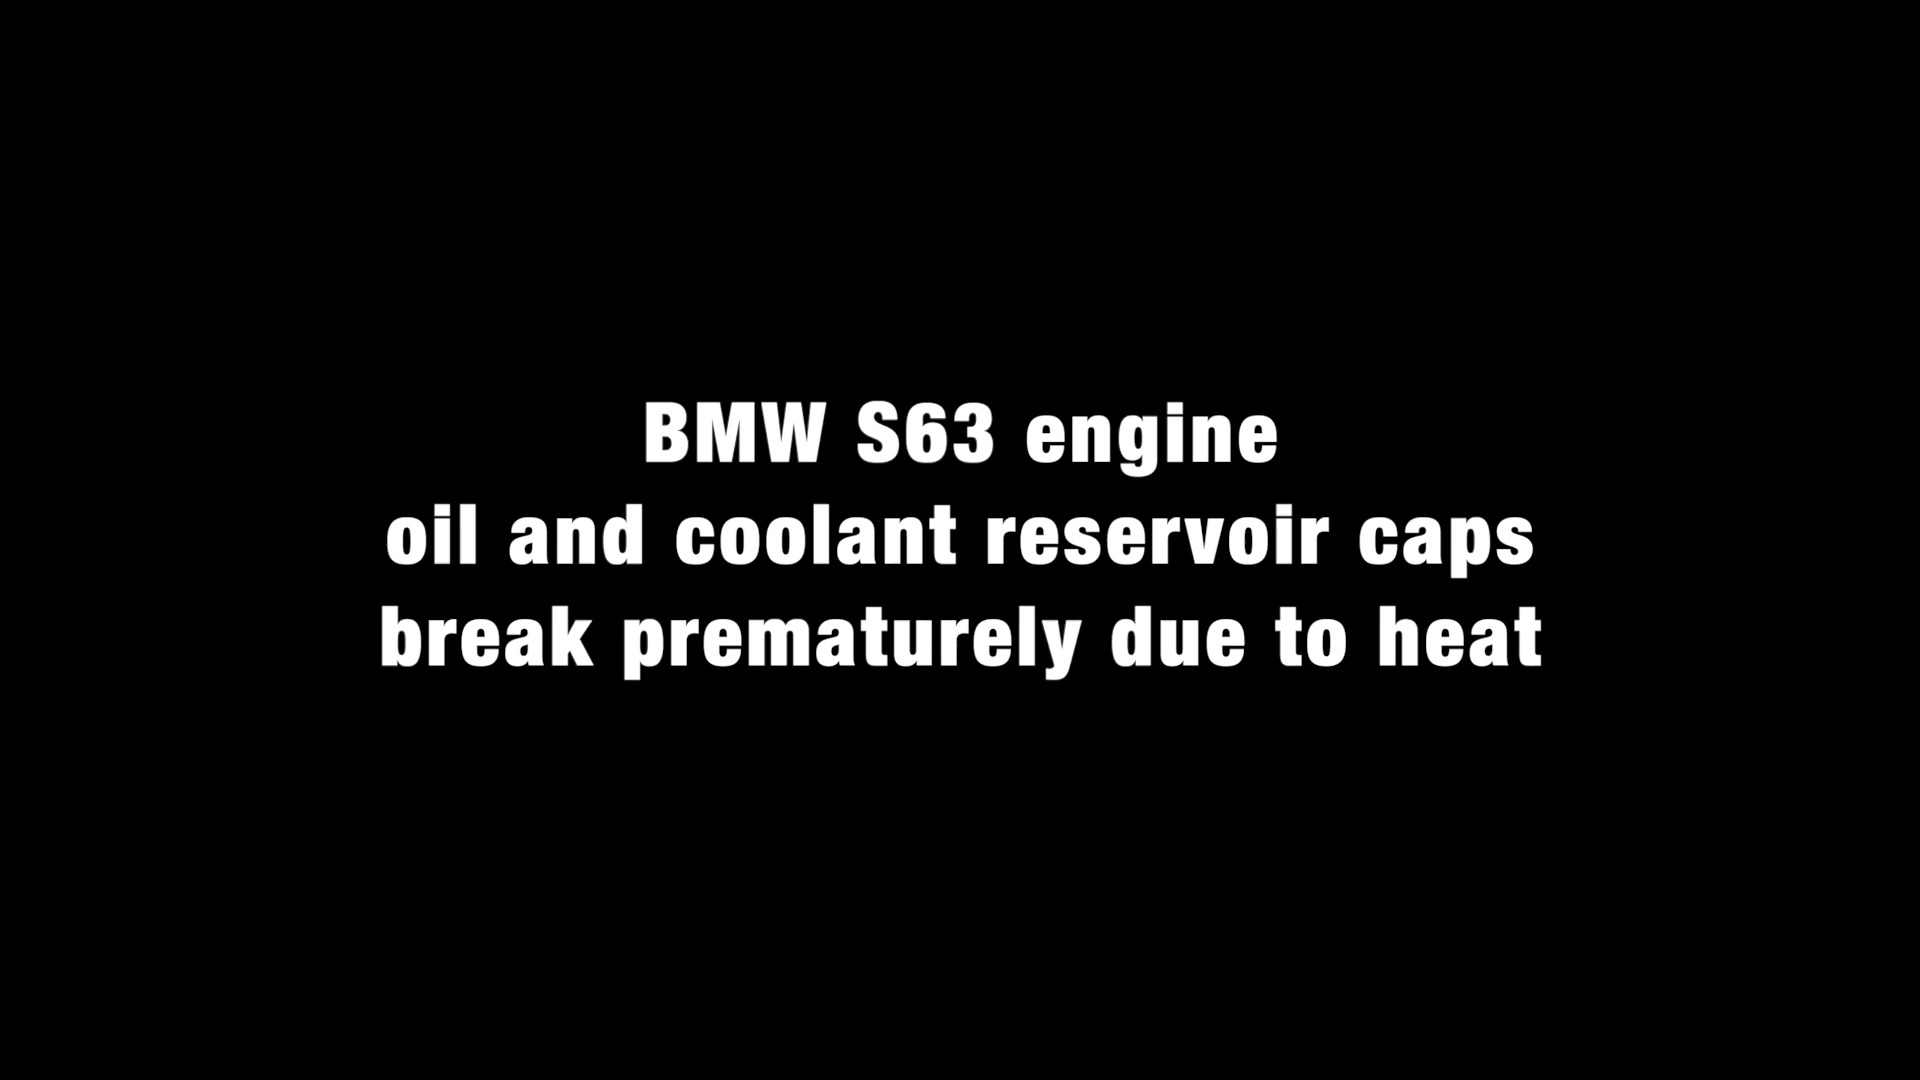 BMW S63 engine
oil and coolant reservoir caps
break prematurely due to heat